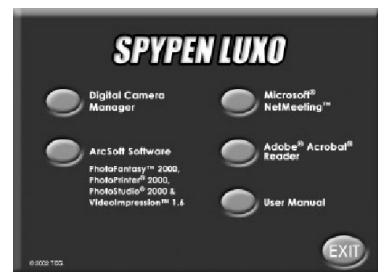 SPYPEN LUXO
Digital Camera
Manager
ArcSoft Software
PhotoFantasy™ 2000,
PhotoPrinter® 2000,
PhotoStudio® 2000 &
VideoImpression™ 1.6
Microsoft®
NetMeeting™
Adobe® Acrobat®
Reader
User Manual
EXIT